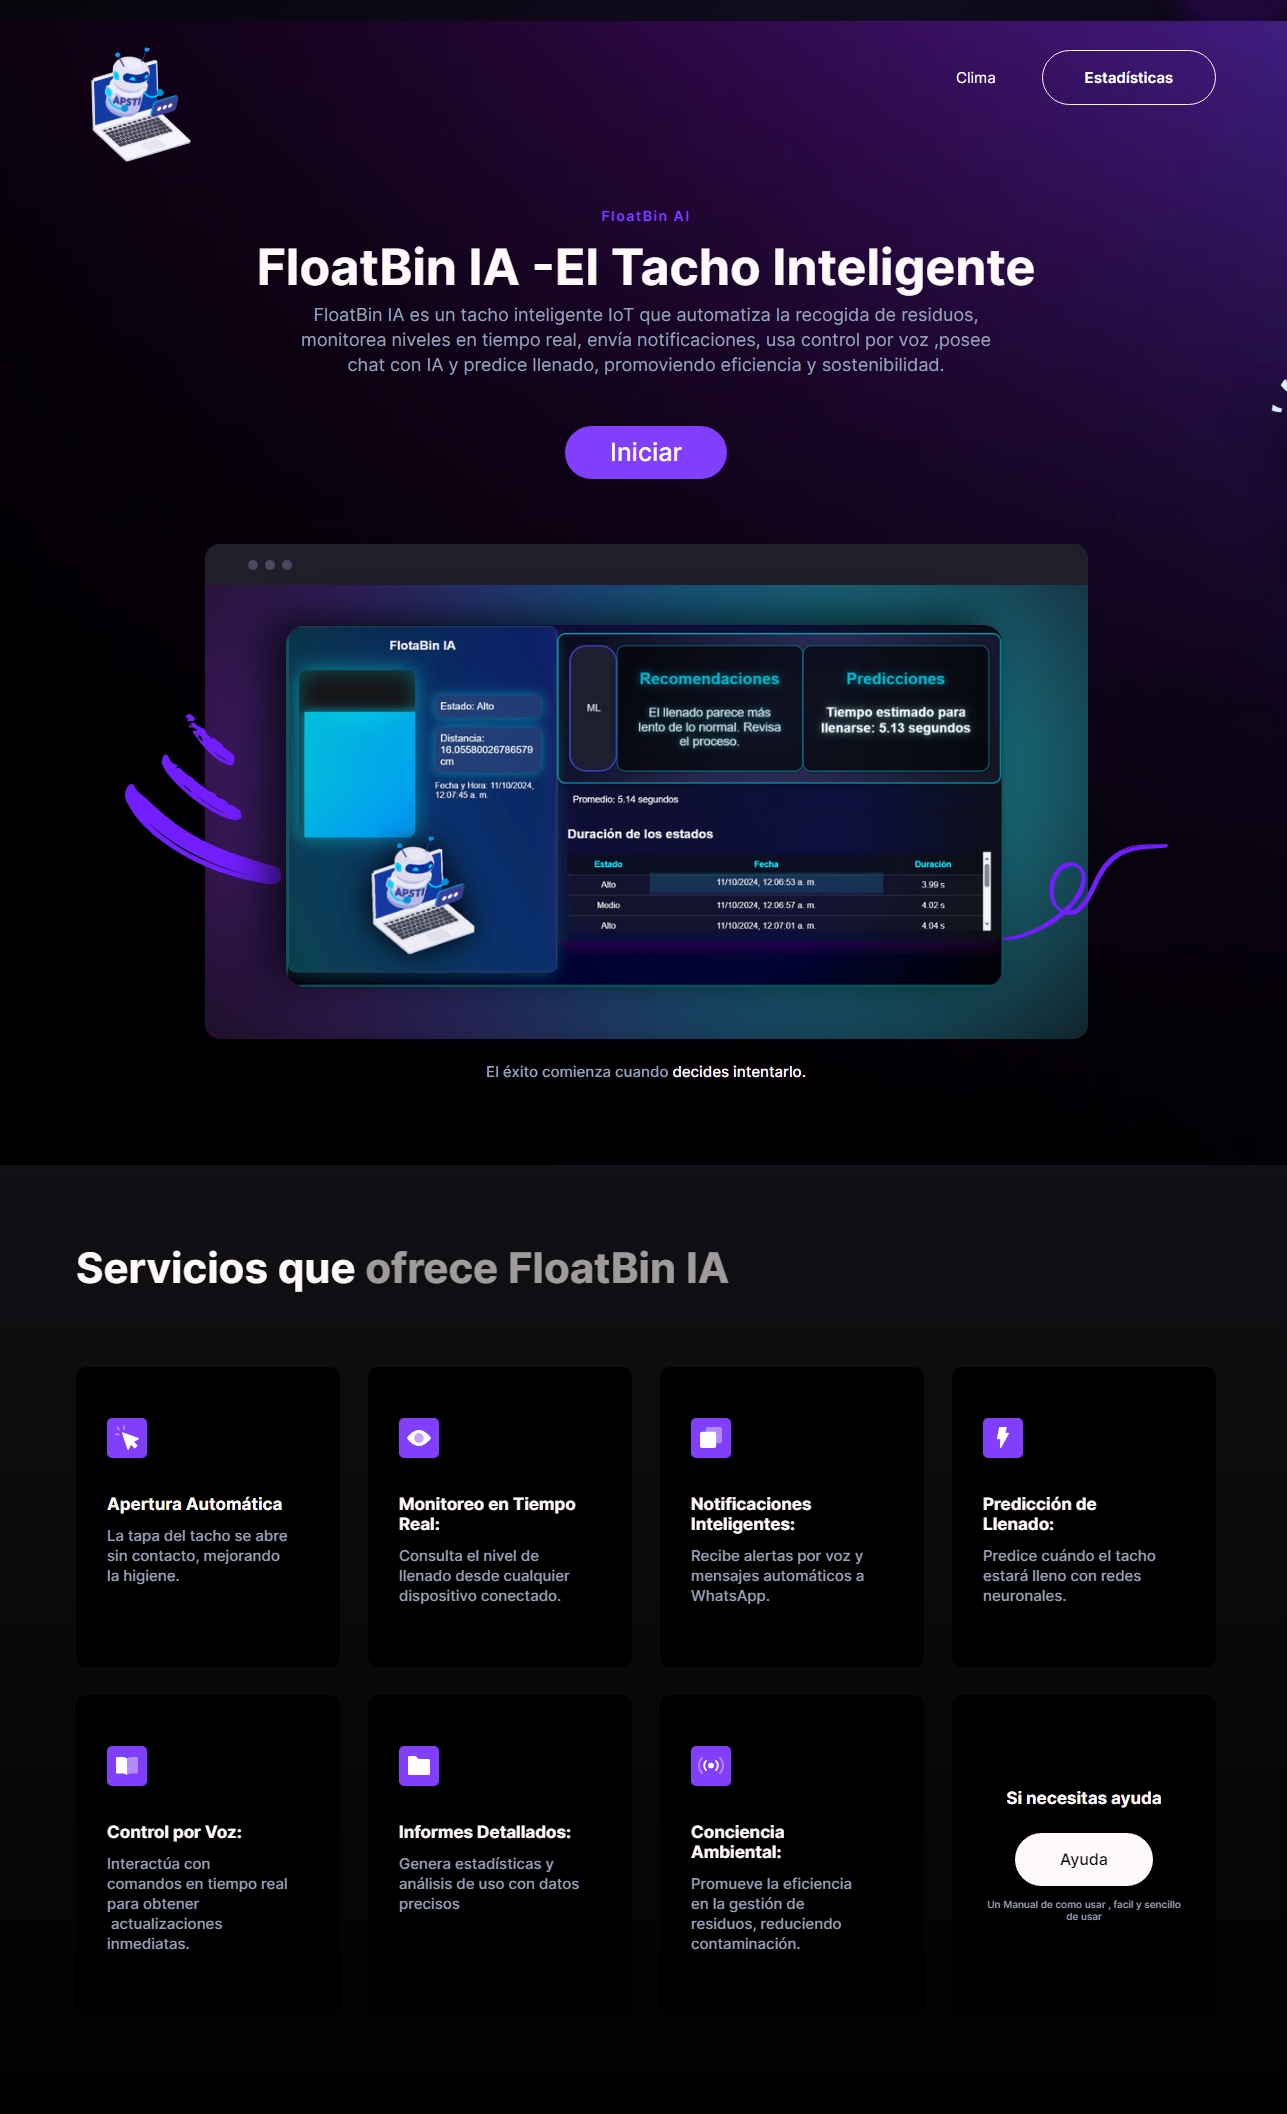 APSTI
Clima
Estadísticas
FloatBin AI
FloatBin IA -El Tacho Inteligente
FloatBin IA es un tacho inteligente IoT que automatiza la recogida de residuos,
monitorea niveles en tiempo real, envía notificaciones, usa control por voz ,posee
chat con IA y predice llenado, promoviendo eficiencia y sostenibilidad.
Iniciar
FlotaBin IA
Estado: Alto
Distancia:
16.05580026786579
cm
Fecha y Hora: 11/10/2024,
12:07:45 a. m.
APSTI
ML
Recomendaciones
El llenado parece más
lento de lo normal. Revisa
el proceso.
Predicciones
Tiempo estimado para
llenarse: 5.13 segundos
Promedio: 5.14 segundos
Duración de los estados
Estado Fecha Duración
Alto 11/10/2024, 12:06:53 a. m. 3.99 s
Medio 11/10/2024, 12:06:57 a. m. 4.02 s
Alto 11/10/2024, 12:07:01 a. m. 4.04 s
El éxito comienza cuando decides intentarlo.
Servicios que ofrece FloatBin IA
Apertura Automática
La tapa del tacho se abre
sin contacto, mejorando
la higiene.
Monitoreo en Tiempo
Real:
Consulta el nivel de
llenado desde cualquier
dispositivo conectado.
Notificaciones
Inteligentes:
Recibe alertas por voz y
mensajes automáticos a
WhatsApp.
Predicción de
Llenado:
Predice cuándo el tacho
estará lleno con redes
neuronales.
Control por Voz:
Interactúa con
comandos en tiempo real
para obtener
actualizaciones
inmediatas.
Informes Detallados:
Genera estadísticas y
análisis de uso con datos
precisos
Conciencia
Ambiental:
Promueve la eficiencia
en la gestión de
residuos, reduciendo
contaminación.
Si necesitas ayuda
Ayuda
Un Manual de como usar , facil y sencillo
de usar